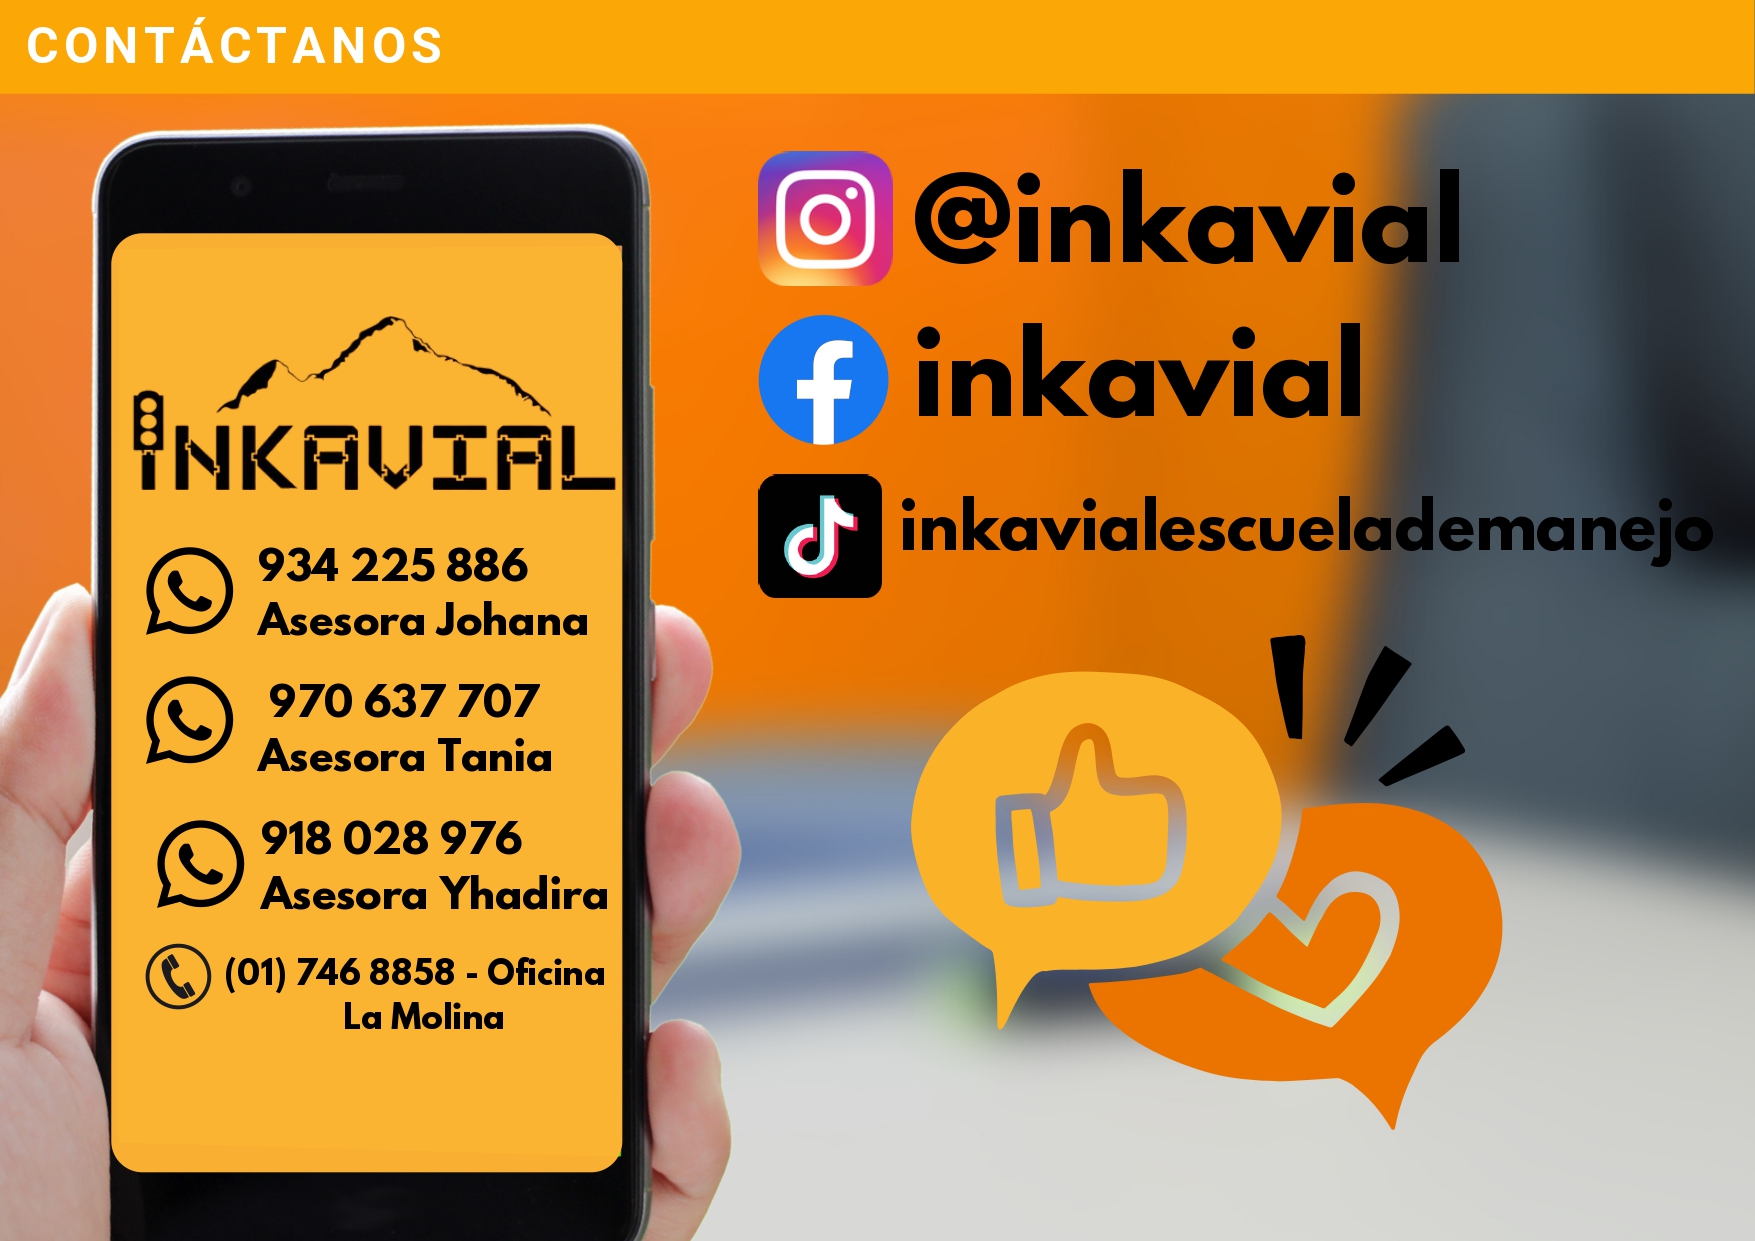 CONTÁCTANOS
INKAVIAL
934 225 886
Asesora Johana
970 637 707
Asesora Tania
918 028 976
Asesora Yhadira
(01) 746 8858 - Oficina
La Molina
@inkavial
inkavial
inkavialescuelademanejo